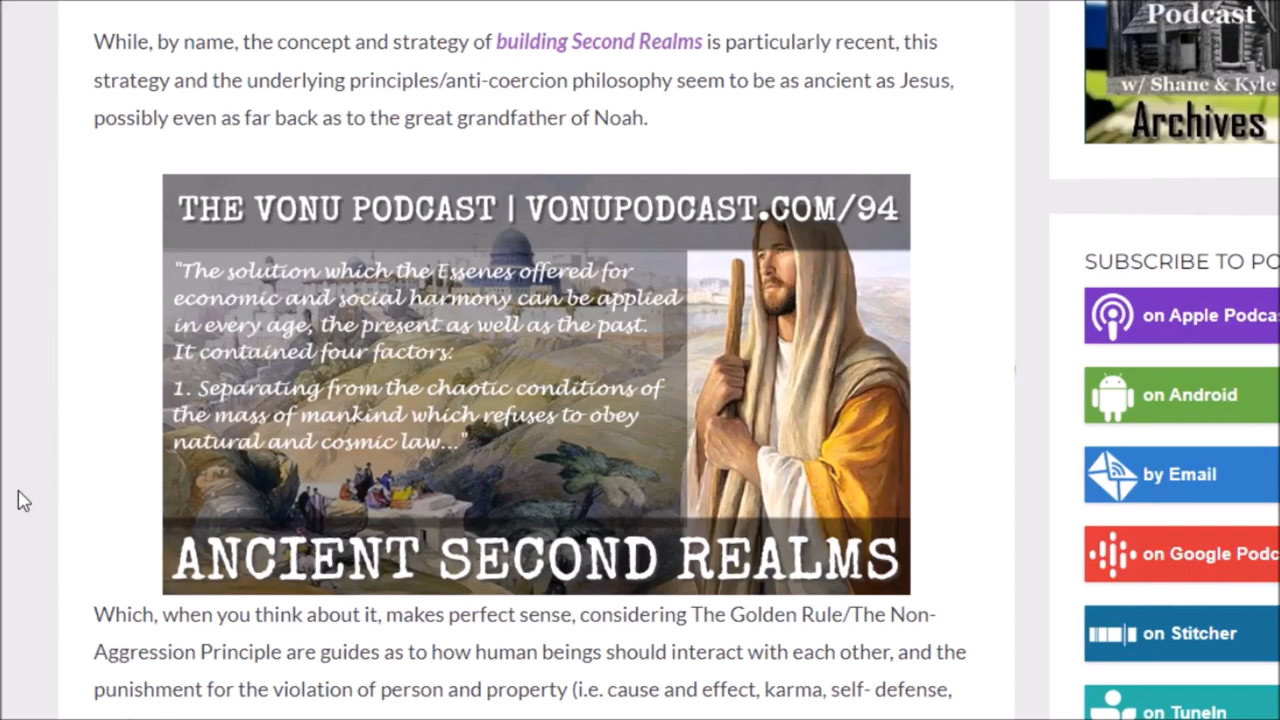 While, by name, the concept and strategy of building Second Realms is particularly recent, this
strategy and the underlying principles/anti-coercion philosophy seem to be as ancient as Jesus,
possibly even as far back as to the great grandfather of Noah.
THE VONU PODCAST | VONUPODCAST.COM/94
"The solution which the Essenes offered for
economic and social harmony can be applied
in every age, the present as well as the past.
It contained four factors:
1. Separating from the chaotic conditions of
the mass of mankind which refuses to obey
natural and cosmic law..."
ANCIENT SECOND REALMS
Which, when you think about it, makes perfect sense, considering The Golden Rule/The Non-
Aggression Principle are guides as to how human beings should interact with each other, and the
punishment for the violation of person and property (i.e. cause and effect, karma, self- defense,
Podcast
w/ Shane & Kyle
Archives
SUBSCRIBE TO PO
on Apple Podca
on Android
by Email
on Google Podc
on Stitcher
on TuneIn